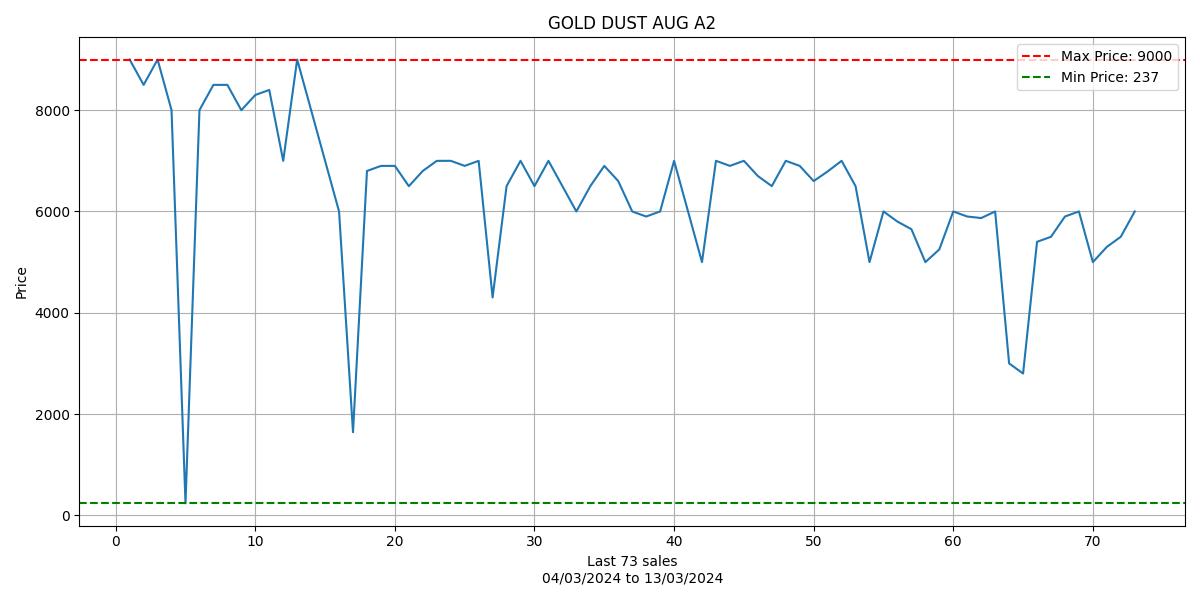 GOLD DUST AUG A2
Max Price: 9000
Min Price: 237
Price
8000
6000
4000
2000
0
0 10 20 30 40 50 60 70
Last 73 sales
04/03/2024 to 13/03/2024